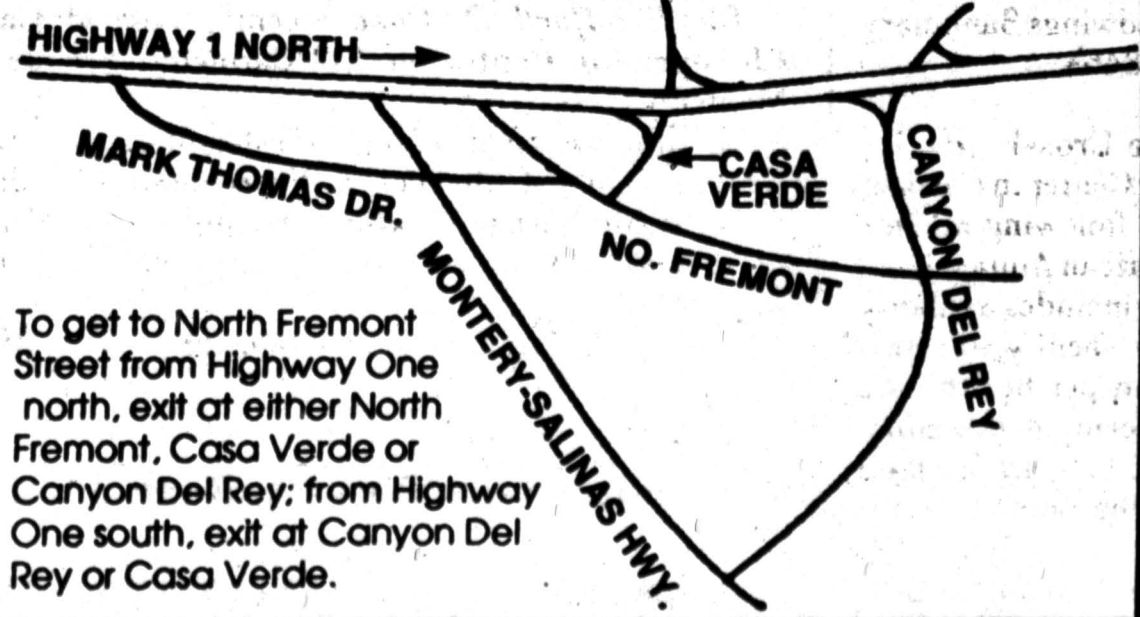 HIGHWAY 1 NORTH
MARK THOMAS DR.
CASA
VERDE
CANYON DEL REY
NO. FREMONT
MONTERY-SALINAS HWY.
To get to North Fremont
Street from Highway One
north, exit at either North
Fremont, Casa Verde or
Canyon Del Rey; from Highway
One south, exit at Canyon Del
Rey or Casa Verde.